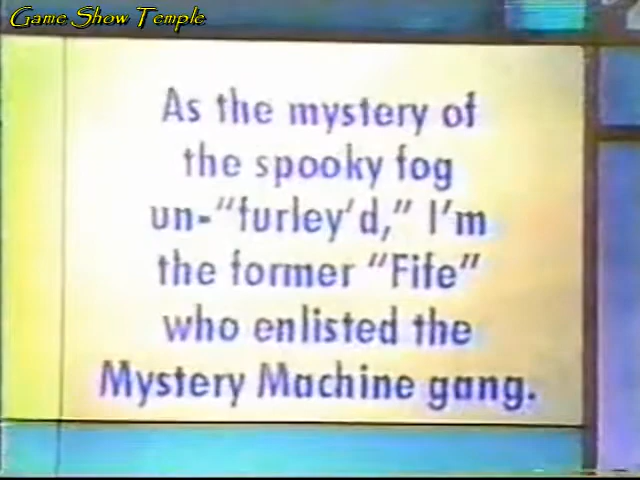 Game Show Temple
As the mystery of
the spooky fog
un-"furley'd," I'm
the former "Fife"
who enlisted the
Mystery Machine gang.